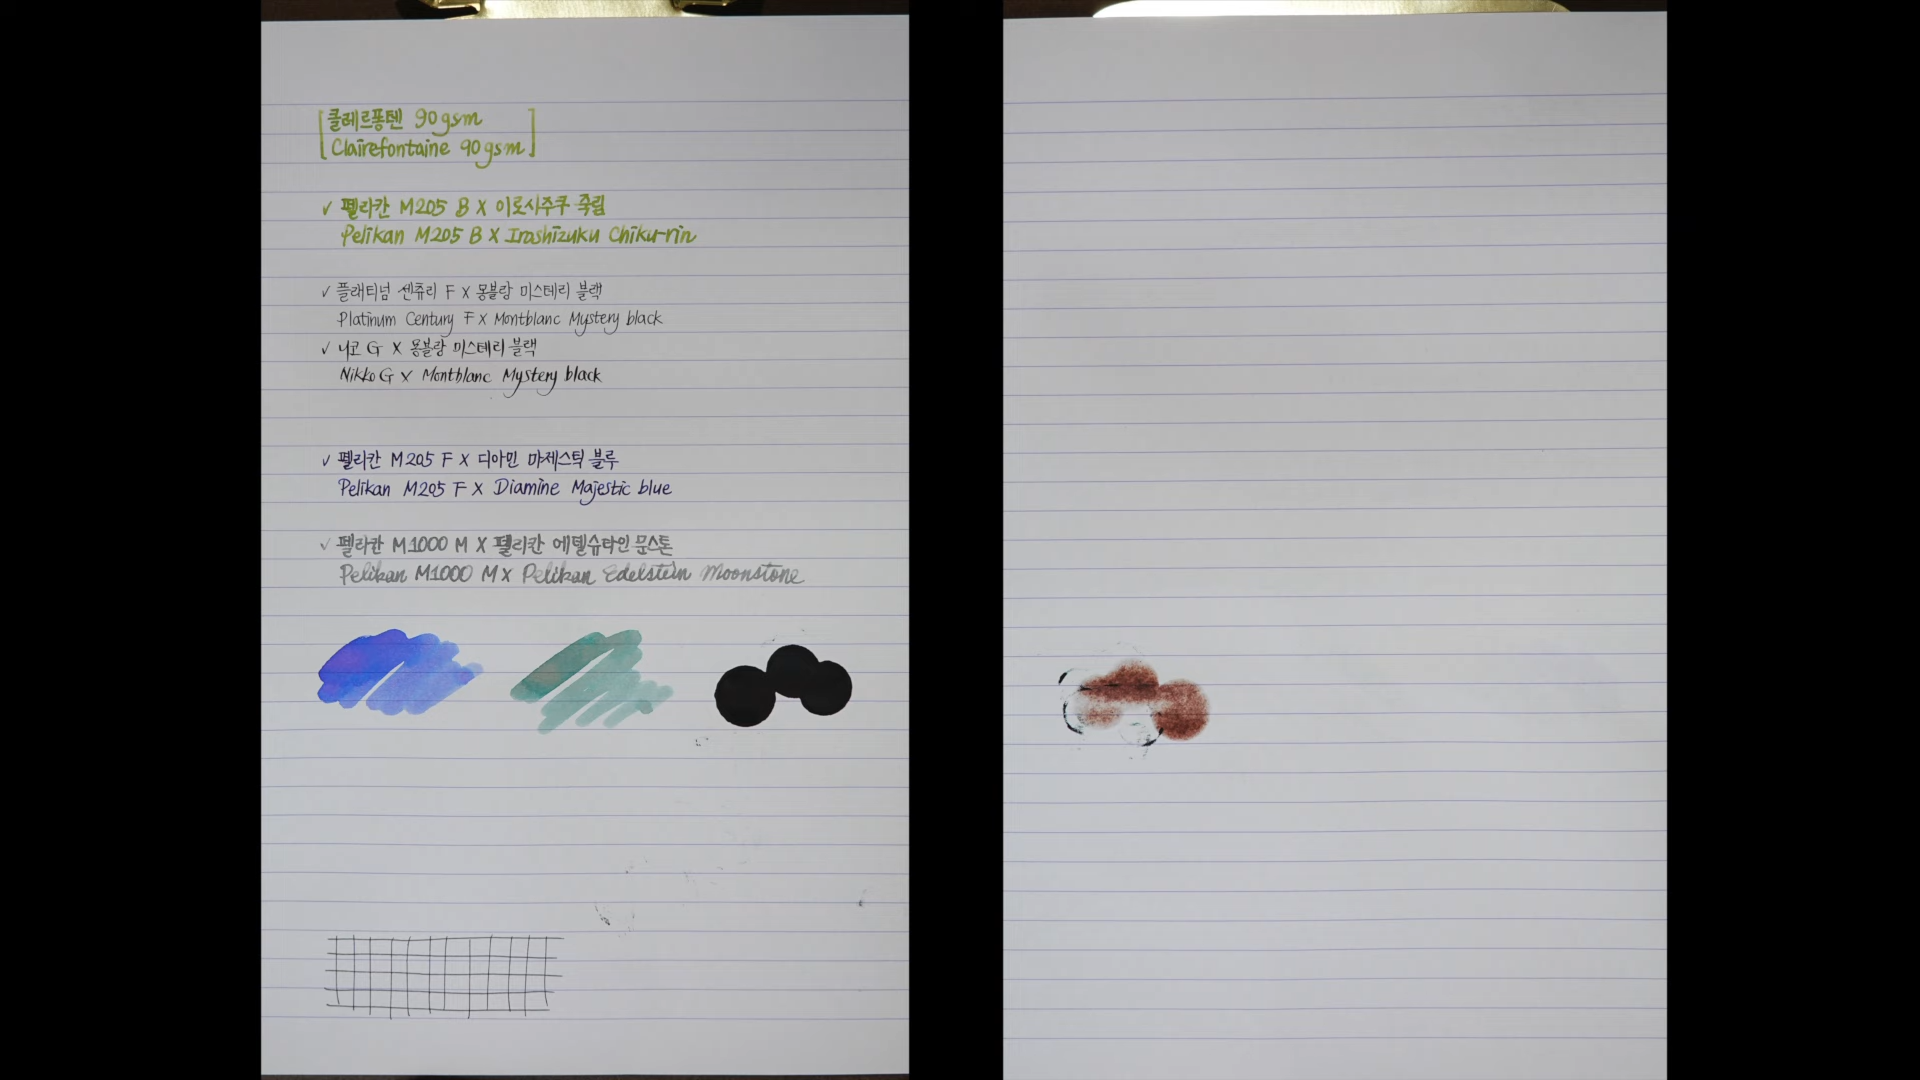 [클레르퐁텐 90gsm
Clairefontaine 90gsm]
✓ 펠리칸 M205 B X 이로시주쿠 죽림
Pelikan M205 B X Iroshizuku Chiku-rin
✓ 플래티넘 센츄리 F X 몽블랑 미스테리 블랙
Platinum Century F X Montblanc Mystery black
✓ 니코 G X 몽블랑 미스테리 블랙
Nikko G X Montblanc Mystery black
✓ 펠리칸 M205 F X 디아민 마제스틱 블루
Pelikan M205 F X Diamine Majestic blue
✓ 펠리칸 M1000 M X 펠리칸 에델슈타인 문스톤
Pelikan M1000 M X Pelikan Edelstein Moonstone